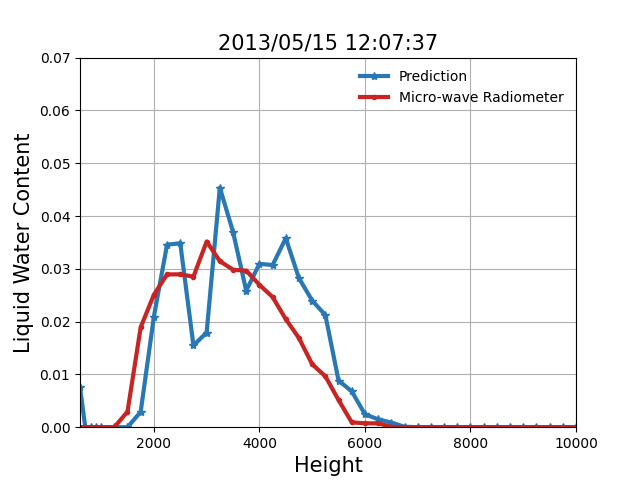 2013/05/15 12:07:37
Prediction
Micro-wave Radiometer
Liquid Water Content
0.07
0.06
0.05
0.04
0.03
0.02
0.01
0.00
2000 4000 6000 8000 10000
Height